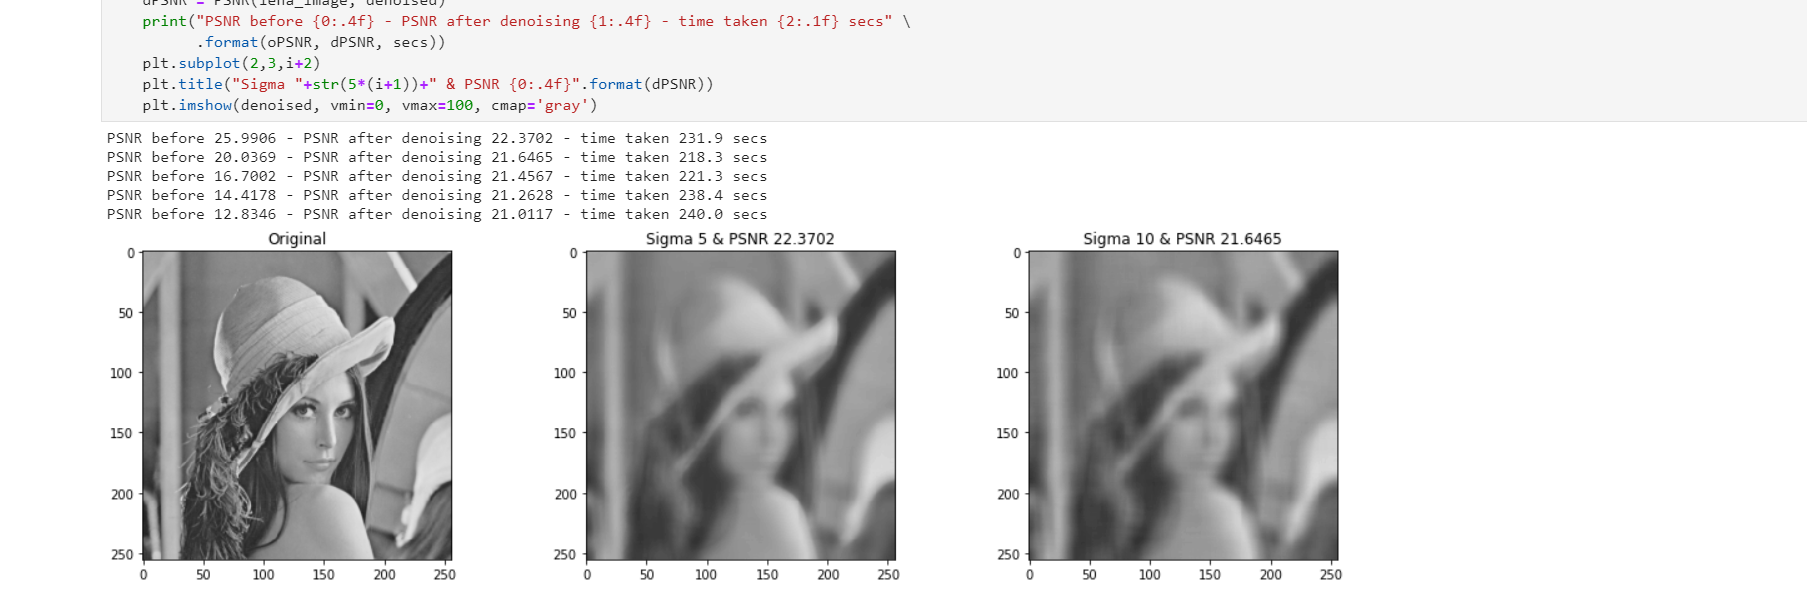 dPSNR = PSNR(lena_image, denoised)
print("PSNR before {0:.4f} - PSNR after denoising {1:.4f} - time taken {2:.1f} secs" \
.format(oPSNR, dPSNR, secs))
plt.subplot(2,3,i+2)
plt.title("Sigma "+str(5*(i+1))+" & PSNR {0:.4f}".format(dPSNR))
plt.imshow(denoised, vmin=0, vmax=100, cmap='gray')
PSNR before 25.9906 - PSNR after denoising 22.3702 - time taken 231.9 secs
PSNR before 20.0369 - PSNR after denoising 21.6465 - time taken 218.3 secs
PSNR before 16.7002 - PSNR after denoising 21.4567 - time taken 221.3 secs
PSNR before 14.4178 - PSNR after denoising 21.2628 - time taken 238.4 secs
PSNR before 12.8346 - PSNR after denoising 21.0117 - time taken 240.0 secs
Original
0
50
100
150
200
250
0 50 100 150 200 250
Sigma 5 & PSNR 22.3702
0
50
100
150
200
250
0 50 100 150 200 250
Sigma 10 & PSNR 21.6465
0
50
100
150
200
250
0 50 100 150 200 250